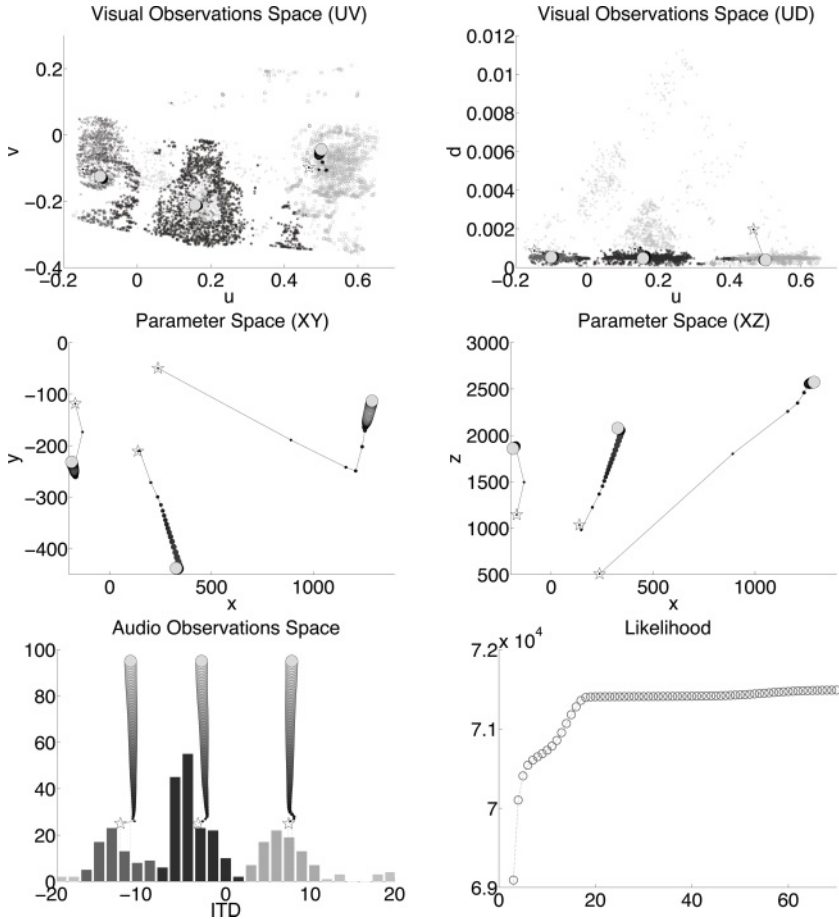 Visual Observations Space (UV)
0.2
0
−0.2
−0.4
v
−0.2 0 0.2 0.4 0.6
u
Visual Observations Space (UD)
0.012
0.01
0.008
0.006
0.004
0.002
0
d
−0.2 0 0.2 0.4 0.6
u
Parameter Space (XY)
0
−100
−200
−300
−400
y
0 500 1000
x
Parameter Space (XZ)
3000
2500
2000
1500
1000
500
z
0 500 1000
x
Audio Observations Space
100
80
60
40
20
0
−20 −10 0 10 20
ITD
Likelihood
x 10⁴
7.2
7.1
7
6.9
0 20 40 60